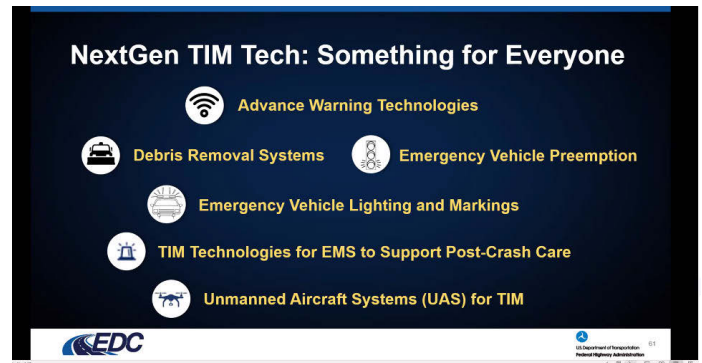 NextGen TIM Tech: Something for Everyone
Advance Warning Technologies
Debris Removal Systems
Emergency Vehicle Preemption
Emergency Vehicle Lighting and Markings
TIM Technologies for EMS to Support Post-Crash Care
Unmanned Aircraft Systems (UAS) for TIM
EDC
U.S. Department of Transportation
Federal Highway Administration
61